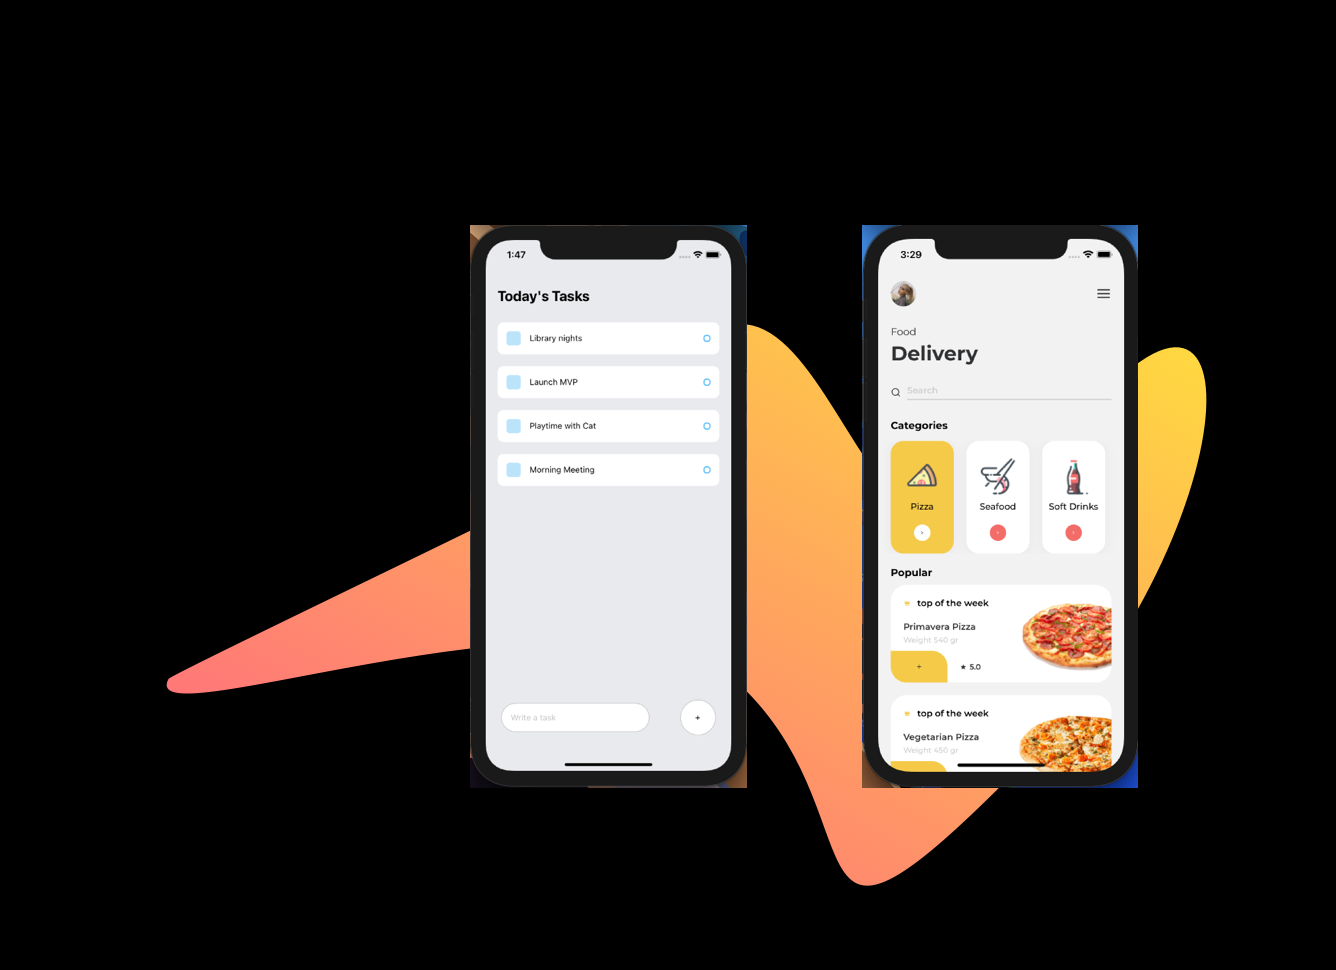 1:47
Today's Tasks
Library nights
Launch MVP
Playtime with Cat
Morning Meeting
Write a task
+
3:29
Food
Delivery
Search
Categories
Pizza
Seafood
Soft Drinks
Popular
top of the week
Primavera Pizza
Weight 540 gr
+
5.0
top of the week
Vegetarian Pizza
Weight 450 gr